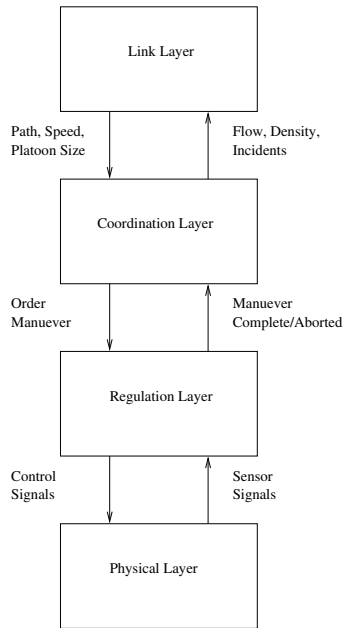 Link Layer
Path, Speed,
Platoon Size
Flow, Density,
Incidents
Coordination Layer
Order
Manuever
Manuever
Complete/Aborted
Regulation Layer
Control
Signals
Sensor
Signals
Physical Layer